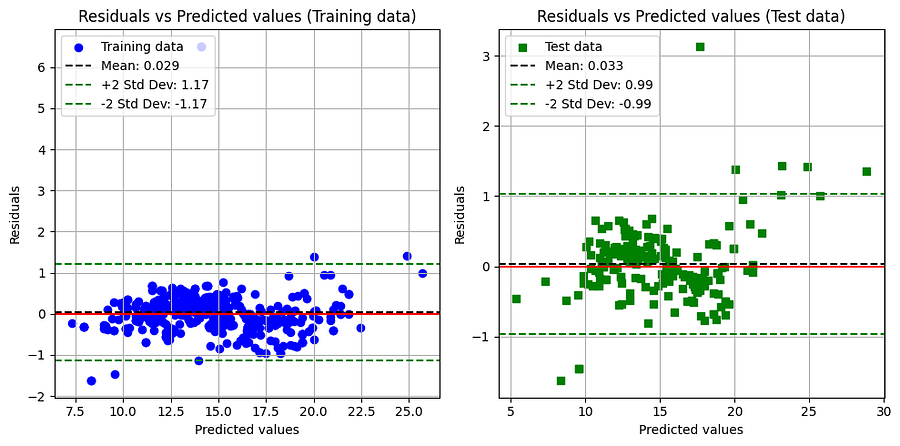 Residuals vs Predicted values (Training data)
Training data
Mean: 0.029
+2 Std Dev: 1.17
-2 Std Dev: -1.17
Residuals
6
5
4
3
2
1
0
−1
−2
7.5 10.0 12.5 15.0 17.5 20.0 22.5 25.0
Predicted values
Residuals vs Predicted values (Test data)
Test data
Mean: 0.033
+2 Std Dev: 0.99
-2 Std Dev: -0.99
Residuals
3
2
1
0
−1
5 10 15 20 25 30
Predicted values